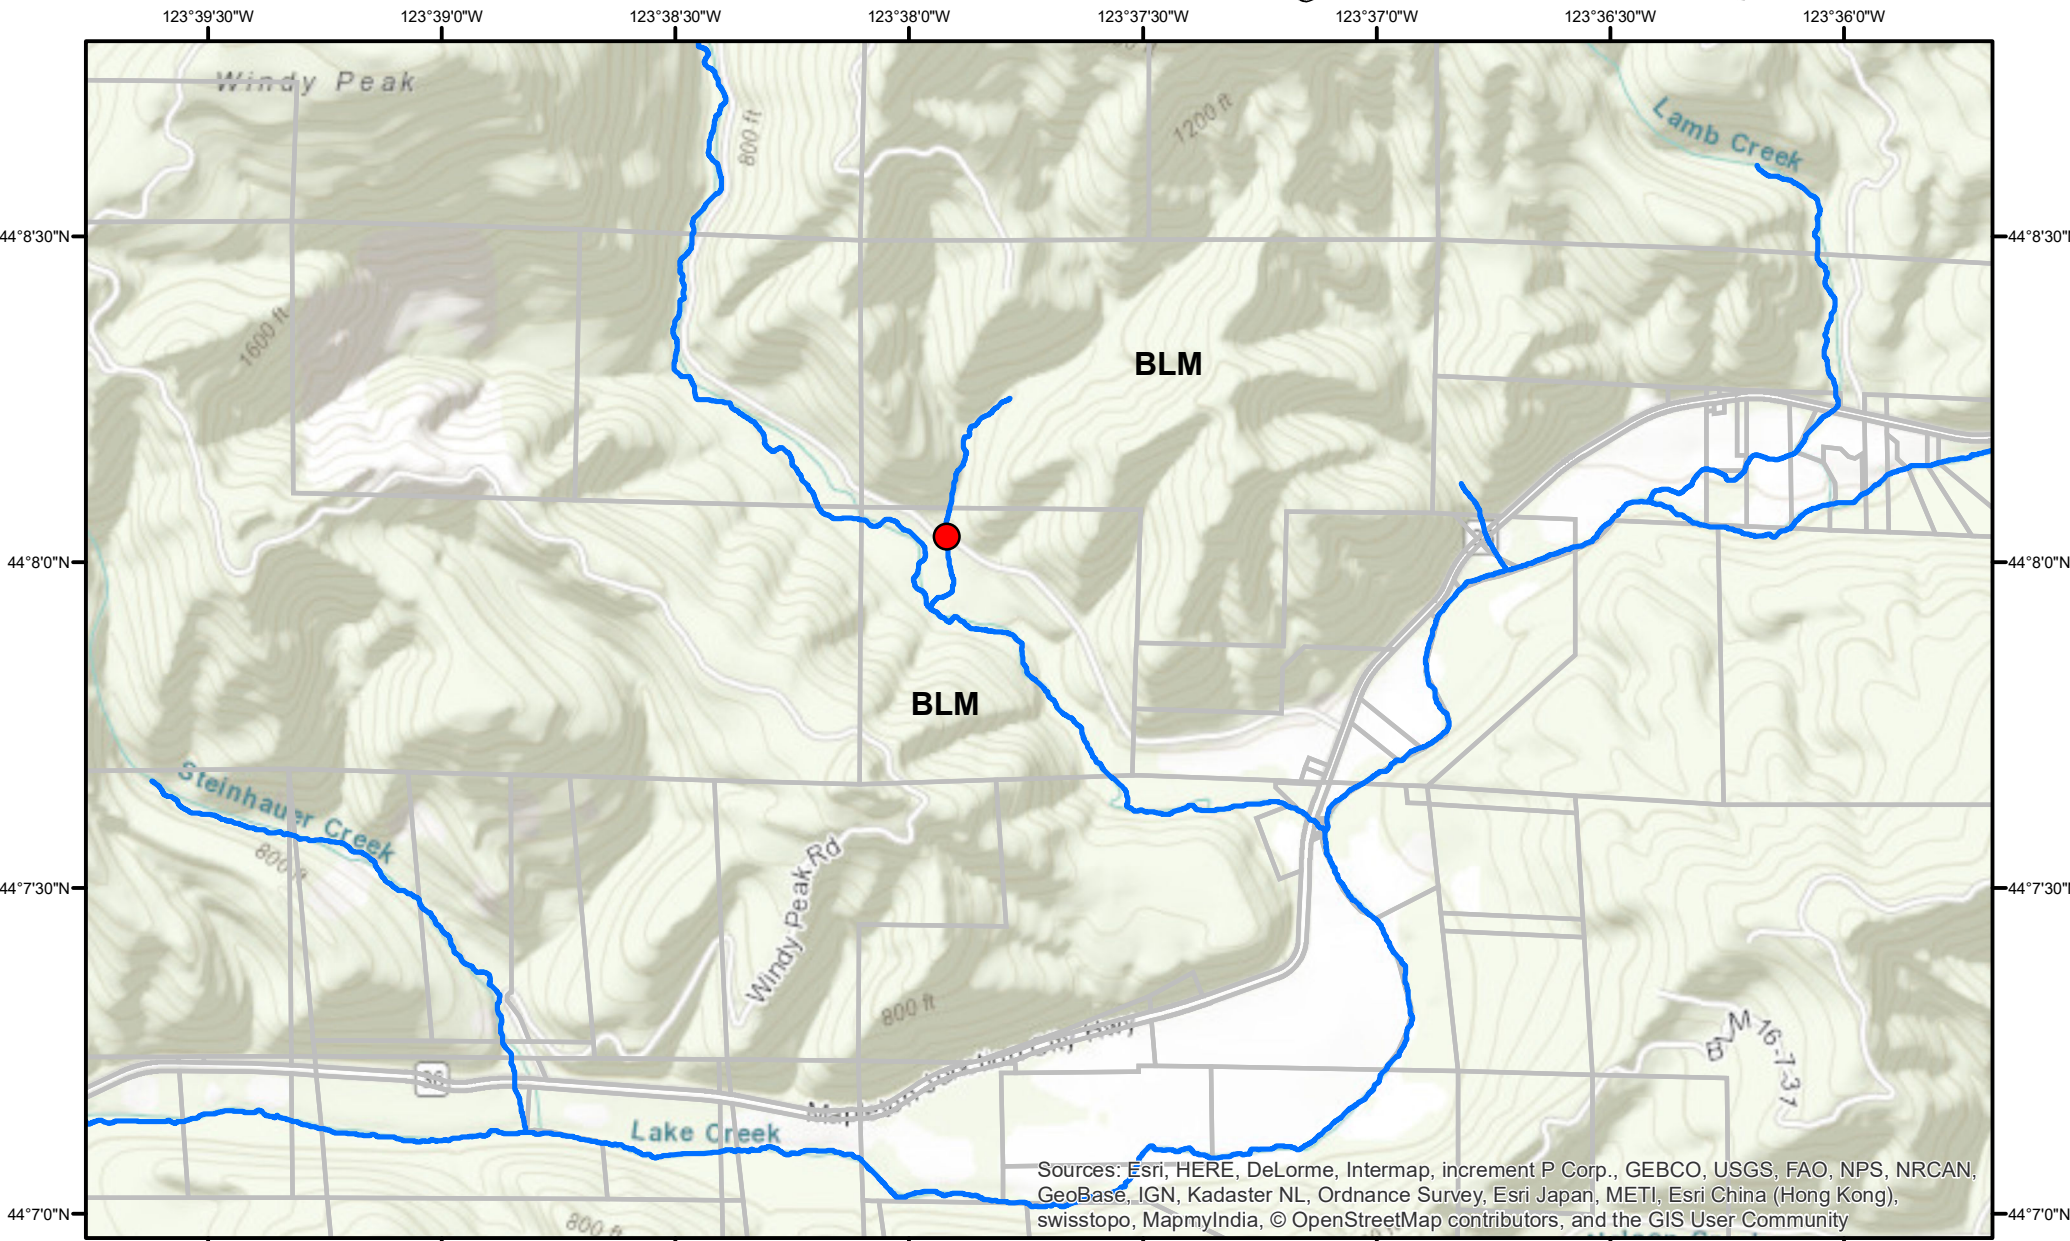 123°39'30"W 123°39'0"W 123°38'30"W 123°38'0"W 123°37'30"W 123°37'0"W 123°36'30"W 123°36'0"W
Windy Peak
800 ft
1200 ft
Lamb Creek
44°8'30"N
44°8'30"N
1600 ft
BLM
44°8'0"N
44°8'0"N
BLM
Steinhauer Creek
800 ft
Windy Peak Rd
44°7'30"N
44°7'30"N
800 ft
BLM 16-7-31
36
Lake Creek
Sources: Esri, HERE, DeLorme, Intermap, increment P Corp., GEBCO, USGS, FAO, NPS, NRCAN,
GeoBase, IGN, Kadaster NL, Ordnance Survey, Esri Japan, METI, Esri China (Hong Kong),
swisstopo, MapmyIndia, © OpenStreetMap contributors, and the GIS User Community
44°7'0"N
44°7'0"N
800 ft